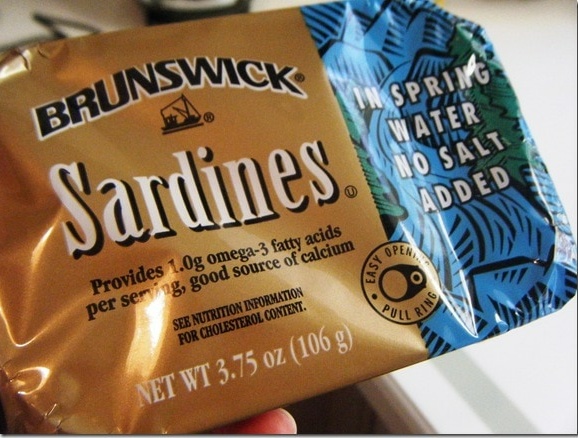 BRUNSWICK®
®
Sardines
U
Provides 1.0g omega-3 fatty acids
per serving, good source of calcium
SEE NUTRITION INFORMATION
FOR CHOLESTEROL CONTENT.
NET WT 3.75 oz (106 g)
IN SPRING
WATER
NO SALT
ADDED
EASY OPENING
PULL RING